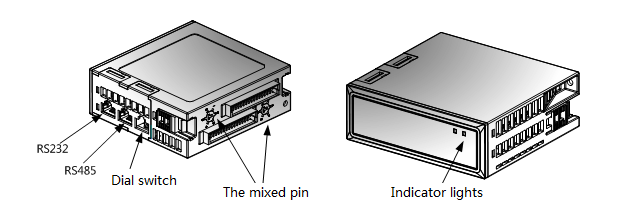 RS232
RS485
Dial switch
The mixed pin
Indicator lights